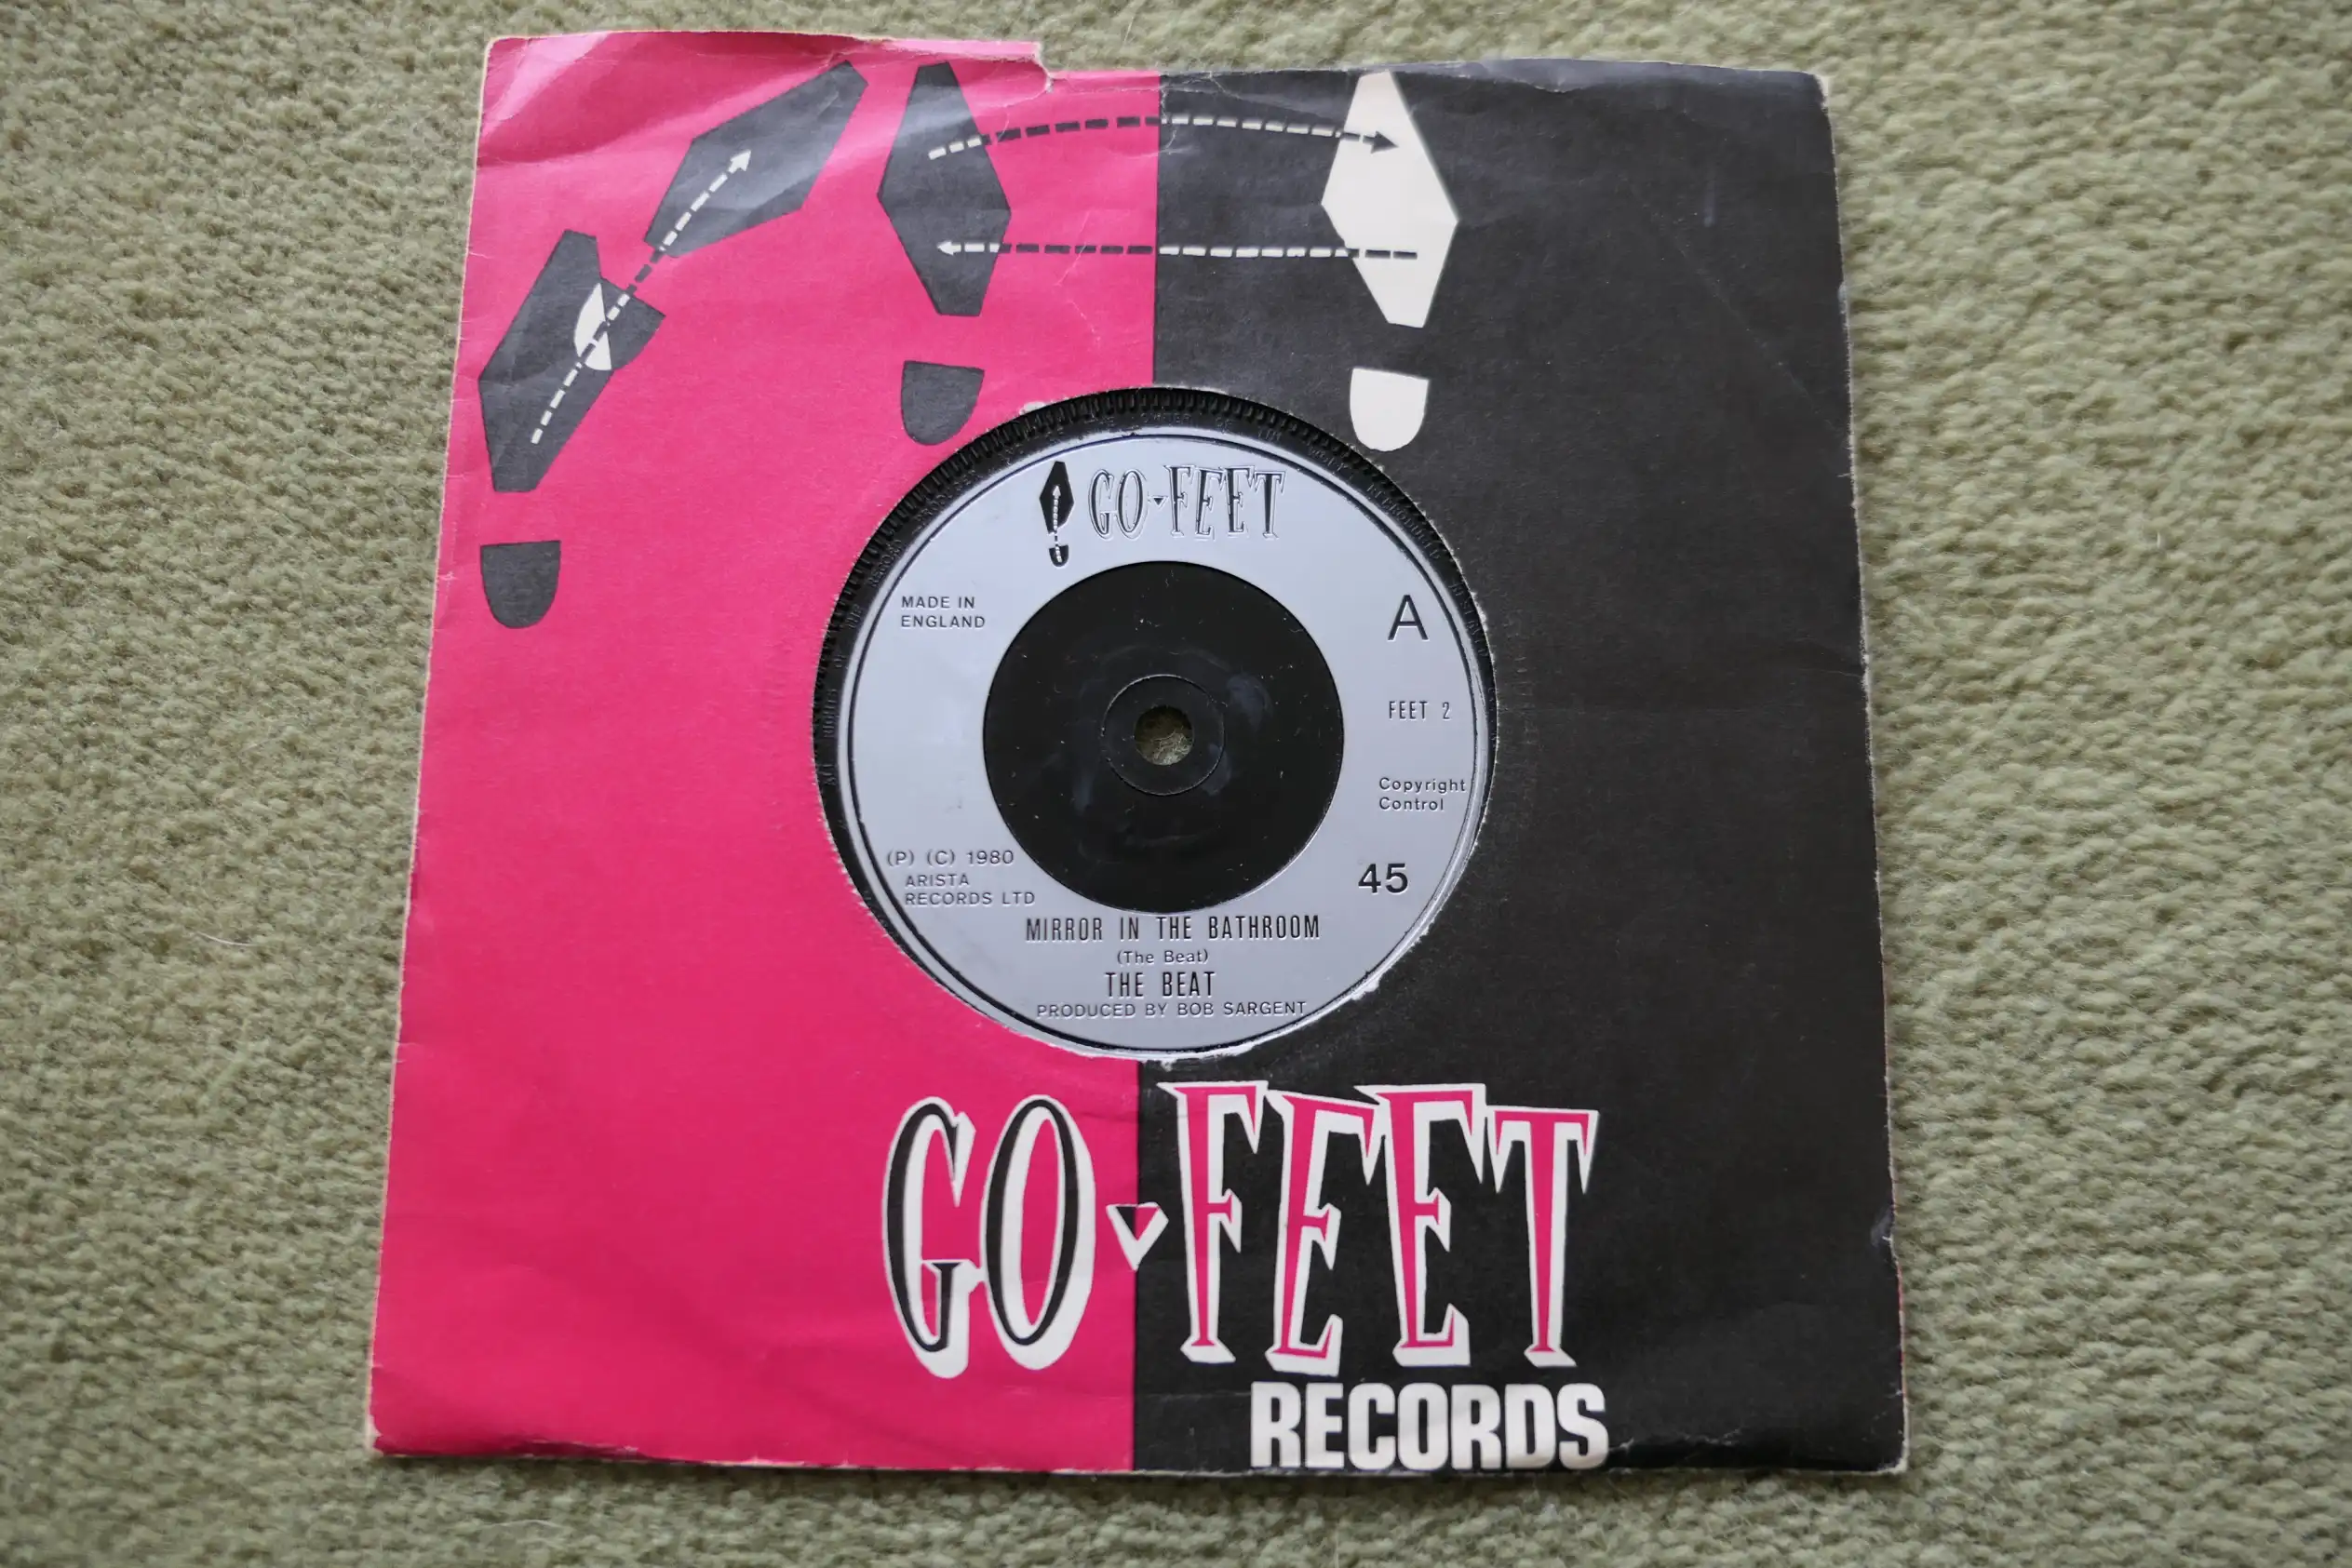 GO-FEET
MADE IN
ENGLAND
A
FEET 2
Copyright
Control
(P) (C) 1980
ARISTA
RECORDS LTD
45
MIRROR IN THE BATHROOM
(The Beat)
THE BEAT
PRODUCED BY BOB SARGENT
GO FEET
RECORDS